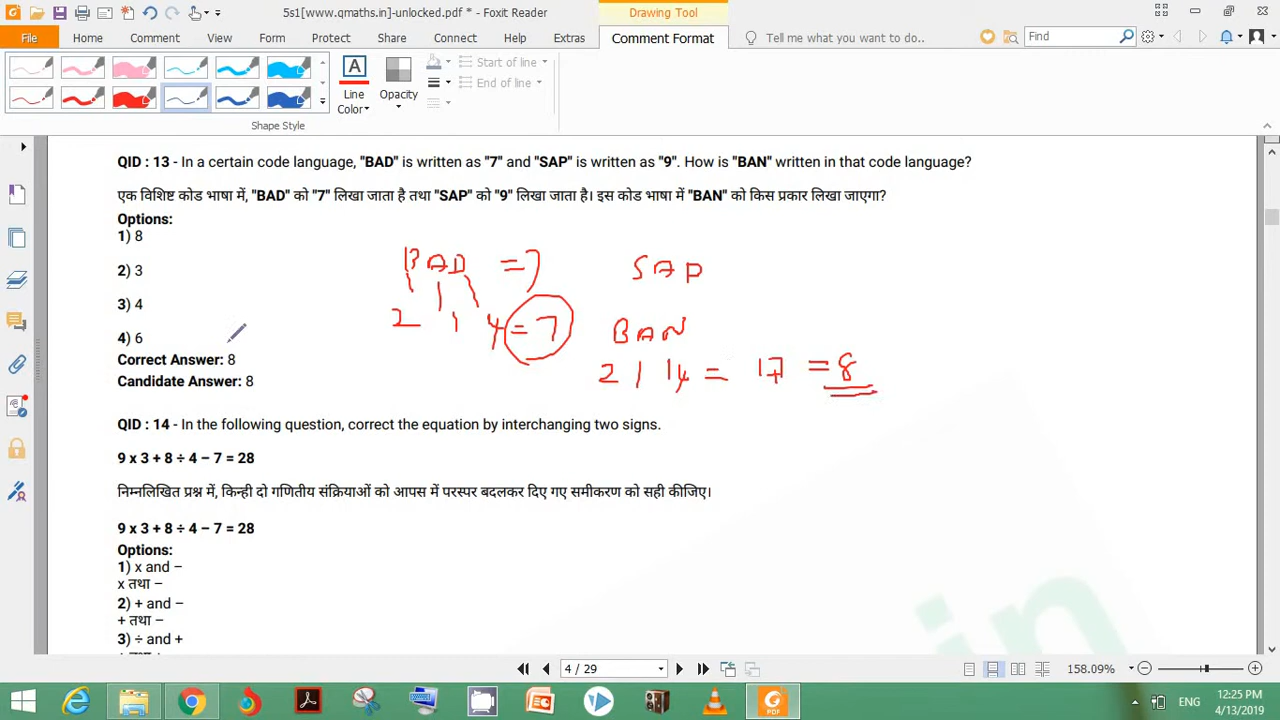 5s1[www.qmaths.in]-unlocked.pdf * - Foxit Reader
Drawing Tool
File Home Comment View Form Protect Share Connect Extras Comment Format Tell me what you want to do.. Find
Line Color
Opacity
Start of line
End of line
Shape Style
QID : 13 - In a certain code language, "BAD" is written as "7" and "SAP" is written as "9". How is "BAN" written in that code language?
एक विशिष्ट कोड भाषा में, "BAD" को "7" लिखा जाता है तथा "SAP" को "9" लिखा जाता है। इस कोड भाषा में "BAN" को किस प्रकार लिखा जाएगा?
Options:
1) 8
2) 3
3) 4
4) 6
BAD = 7
2 1 4 = 7
SAP
BAN
2 1 14 = 17 = 8
Correct Answer: 8
Candidate Answer: 8
QID : 14 - In the following question, correct the equation by interchanging two signs.
9 x 3 + 8 ÷ 4 – 7 = 28
निम्नलिखित प्रश्न में, किन्ही दो गणितीय संक्रियाओं को आपस में परस्पर बदलकर दिए गए समीकरण को सही कीजिए।
9 x 3 + 8 ÷ 4 – 7 = 28
Options:
1) x and –
x तथा –
2) + and –
+ तथा –
3) ÷ and +
in
4 / 29
158.09%
ENG
12:25 PM
4/13/2019